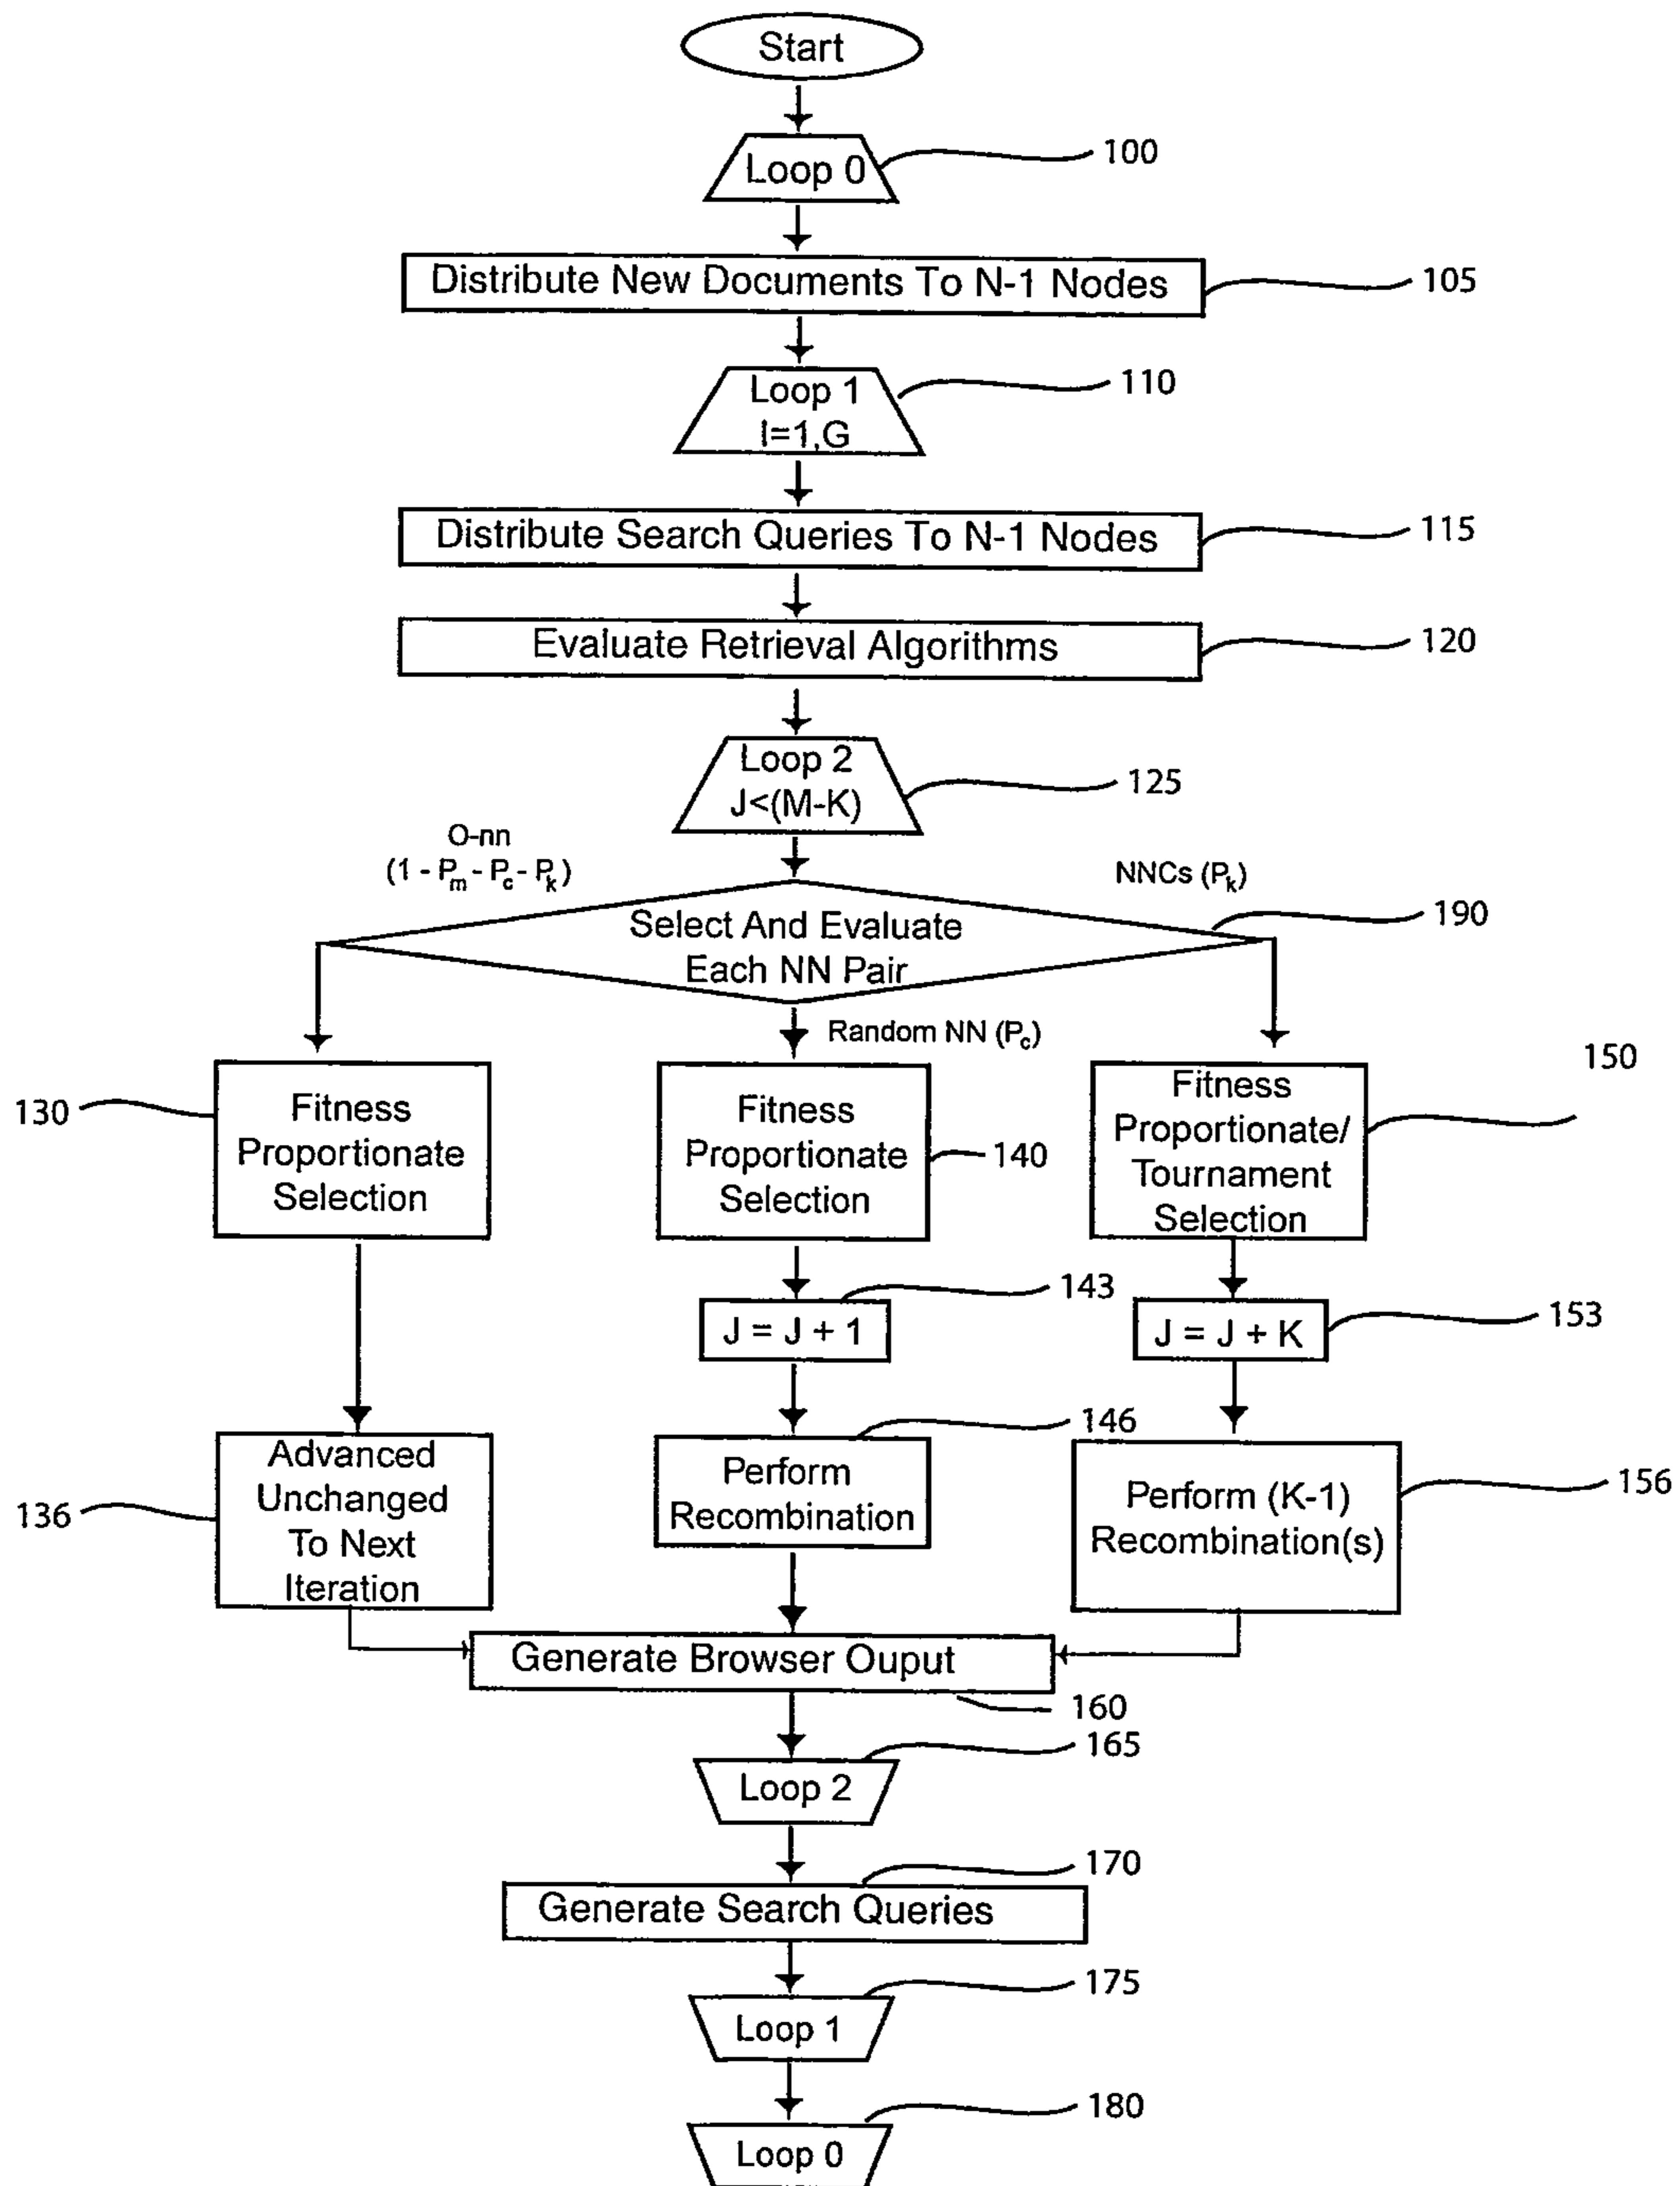 Start
Loop 0
100
Distribute New Documents To N-1 Nodes
105
Loop 1
I=1,G
110
Distribute Search Queries To N-1 Nodes
115
Evaluate Retrieval Algorithms
120
Loop 2
J<(M-K)
125
O-nn
(1 - Pm - Pc - Pk)
NNCs (Pk)
Select And Evaluate
Each NN Pair
190
Random NN (Pc)
130
Fitness
Proportionate
Selection
Fitness
Proportionate
Selection
140
Fitness
Proportionate/
Tournament
Selection
150
J = J + 1
143
J = J + K
153
136
Advanced
Unchanged
To Next
Iteration
Perform
Recombination
146
Perform (K-1)
Recombination(s)
156
Generate Browser Ouput
160
Loop 2
165
Generate Search Queries
170
Loop 1
175
Loop 0
180